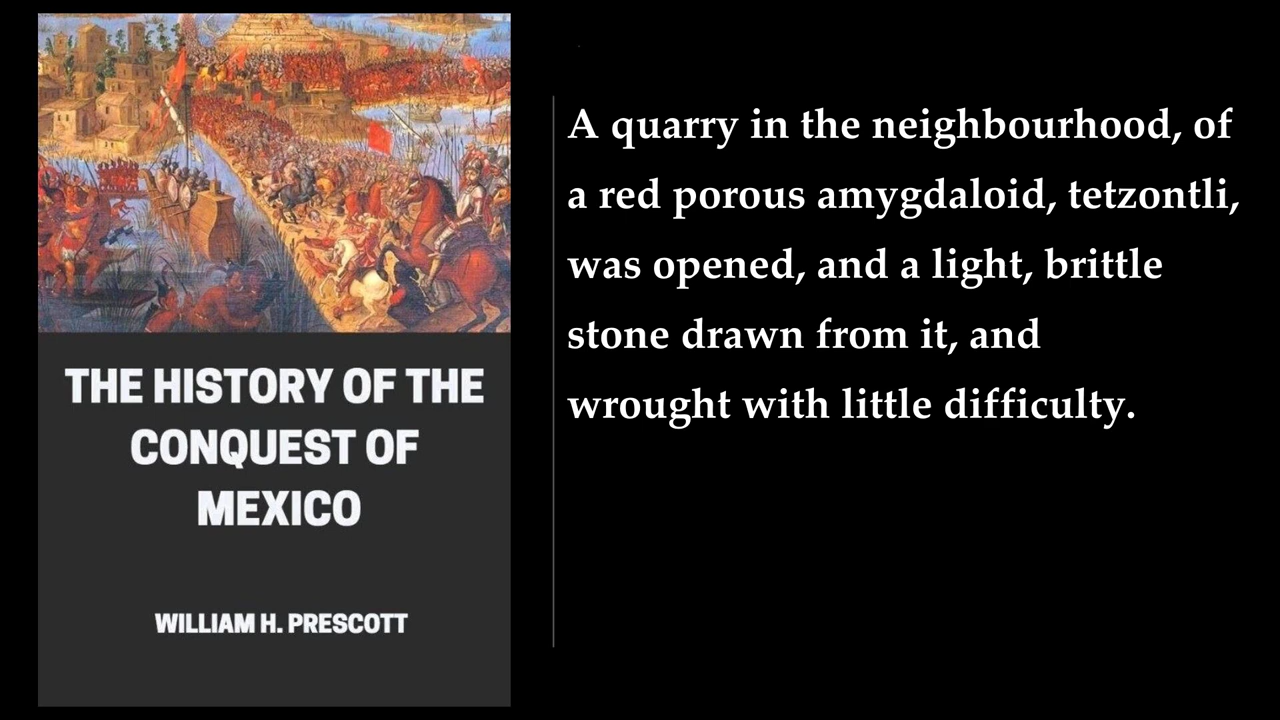 THE HISTORY OF THE
CONQUEST OF
MEXICO
WILLIAM H. PRESCOTT
A quarry in the neighbourhood, of
a red porous amygdaloid, tetzontli,
was opened, and a light, brittle
stone drawn from it, and
wrought with little difficulty.